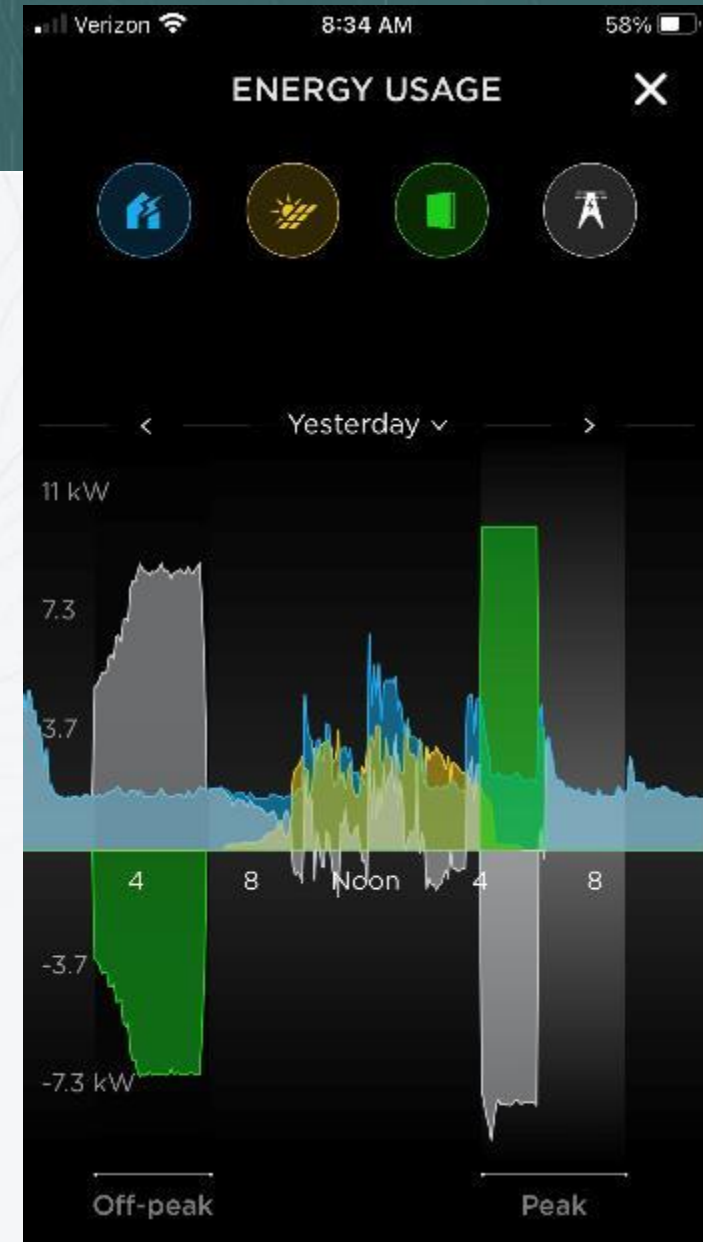 Verizon 8:34 AM 58%
ENERGY USAGE
Yesterday
11 kW
7.3
3.7
4 8 Noon 4 8
-3.7
-7.3 kW
Off-peak Peak